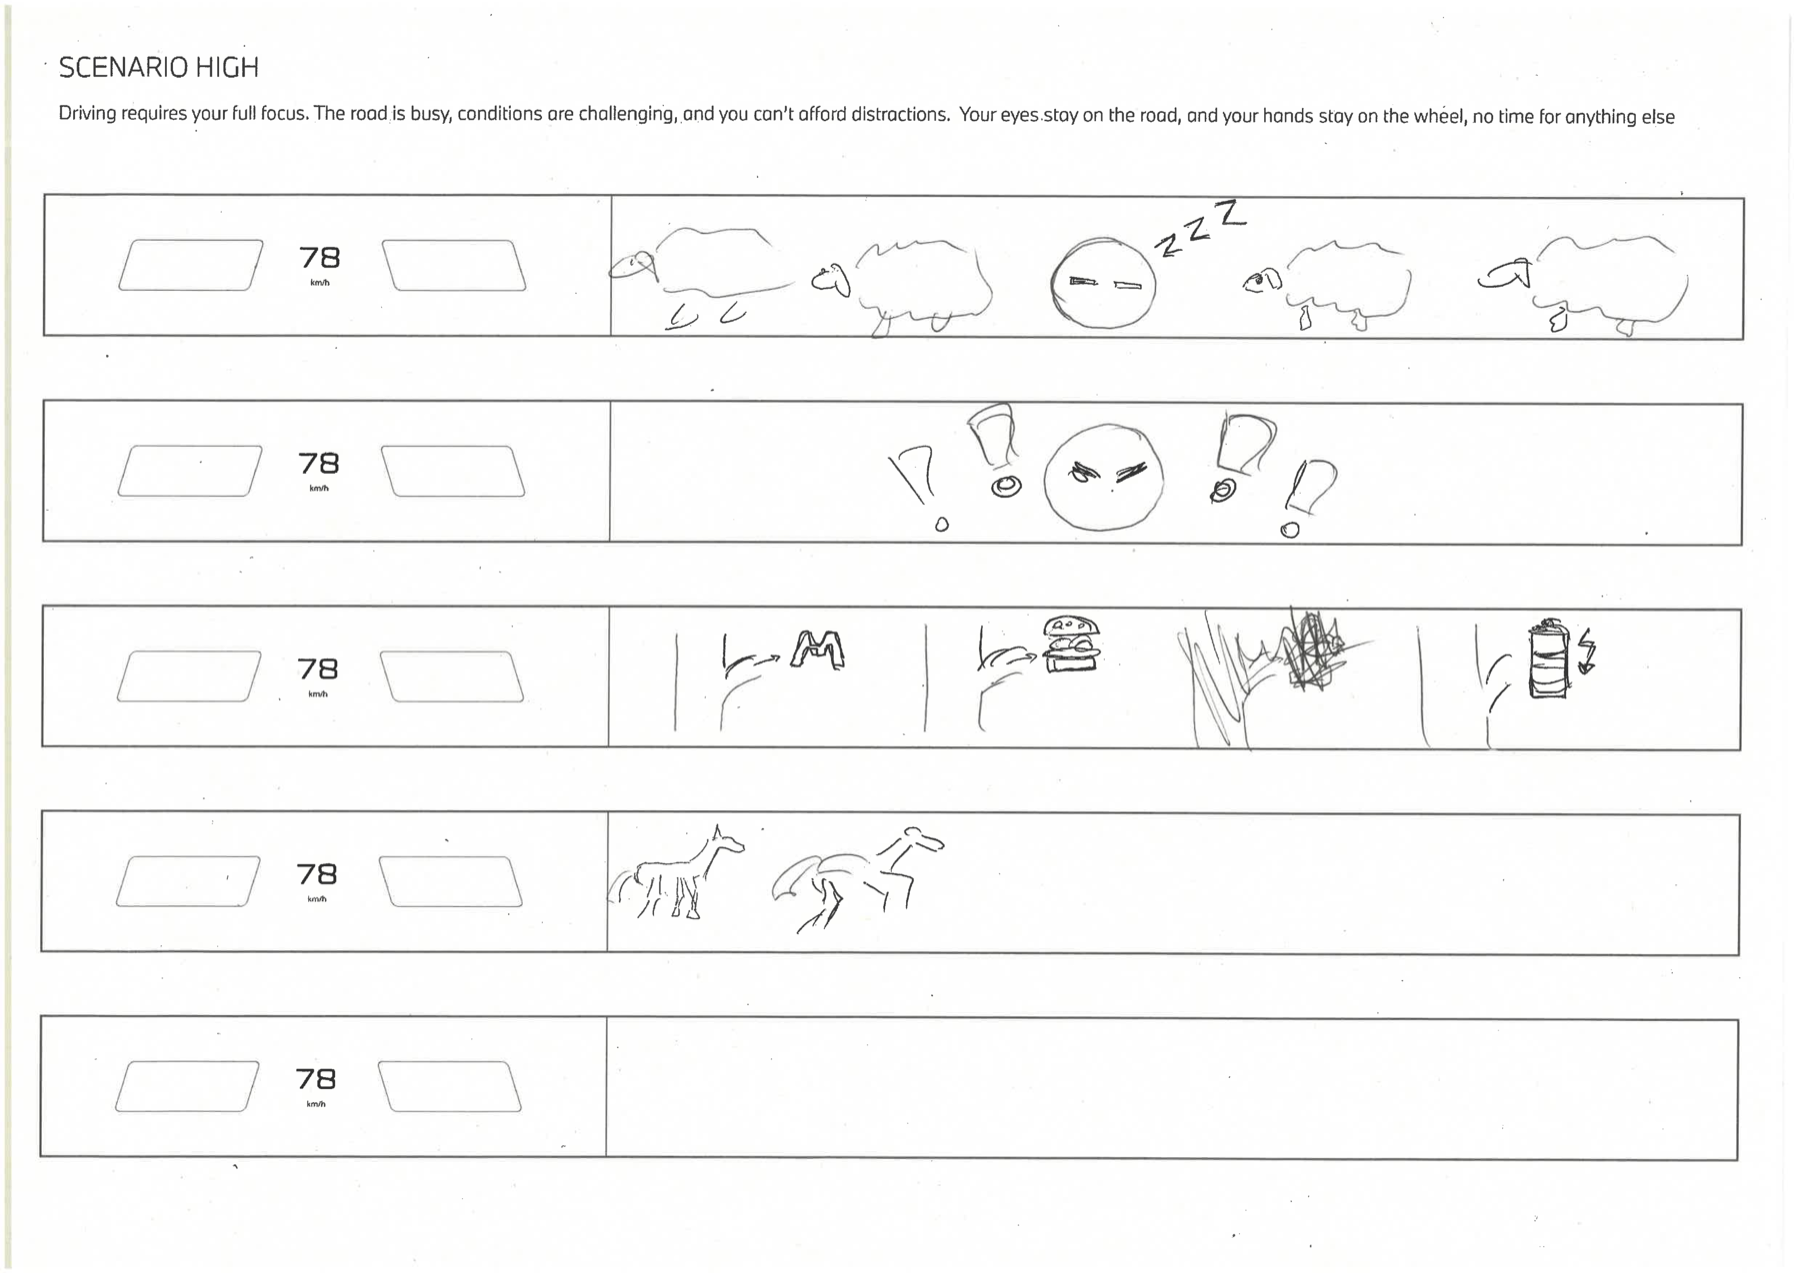 SCENARIO HIGH
Driving requires your full focus. The road is busy, conditions are challenging, and you can't afford distractions. Your eyes stay on the road, and your hands stay on the wheel, no time for anything else
78
km/h
z z Z
78
km/h
! ! ! !
78
km/h
M
78
km/h
78
km/h